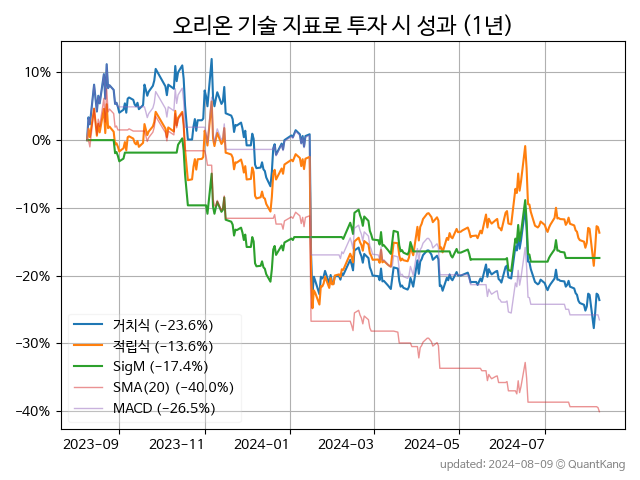 오리온 기술 지표로 투자 시 성과 (1년)
10%
0%
−10%
−20%
−30%
−40%
거치식 (−23.6%)
적립식 (−13.6%)
SigM (−17.4%)
SMA(20) (−40.0%)
MACD (−26.5%)
2023-09
2023-11
2024-01
2024-03
2024-05
2024-07
updated: 2024-08-09 ⓒ QuantKang